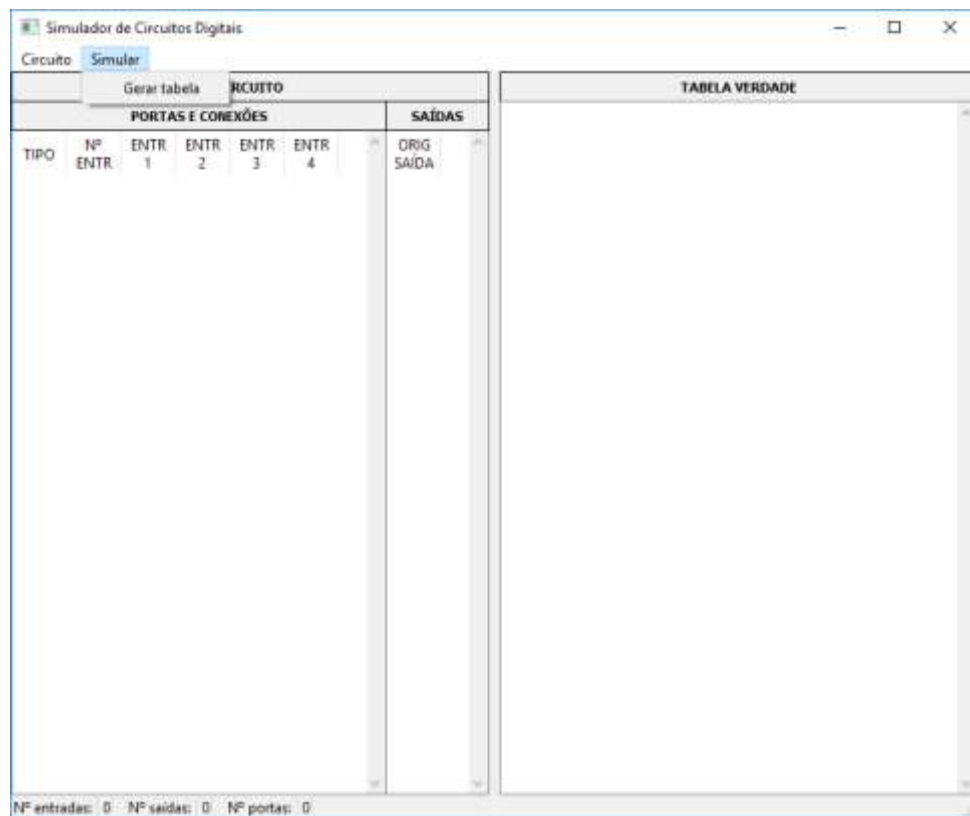 Simulador de Circuitos Digitais
Circuito Simular
Gerar tabela
RCUITO
TABELA VERDADE
PORTAS E CONEXÕES
SAÍDAS
TIPO
Nº ENTR
ENTR 1
ENTR 2
ENTR 3
ENTR 4
ORIG SAÍDA
Nº entradas: 0 Nº saídas: 0 Nº portas: 0